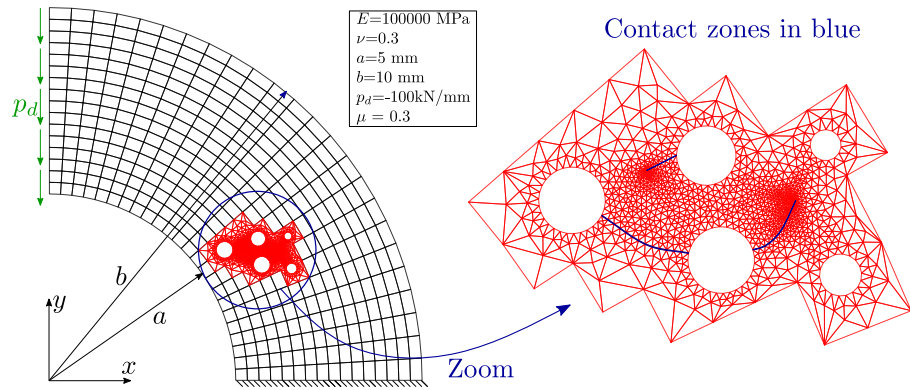 E=100000 MPa
ν=0.3
a=5 mm
b=10 mm
p_d=-100kN/mm
μ = 0.3
Contact zones in blue
p_d
b
a
y
x
Zoom